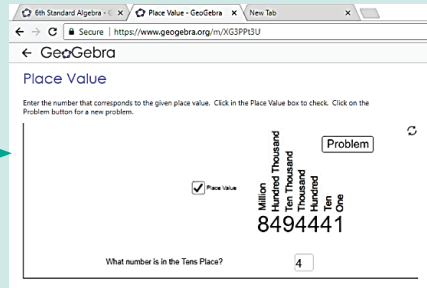 6th Standard Algebra - G
Place Value - GeoGebra
New Tab
Secure | https://www.geogebra.org/m/XG3PPt3U
GeoGebra
Place Value
Enter the number that corresponds to the given place value. Click in the Place Value box to check. Click on the
Problem button for a new problem.
Problem
Place Value
Million
Hundred Thousand
Ten Thousand
Thousand
Hundred
Ten
One
8494441
What number is in the Tens Place?
4